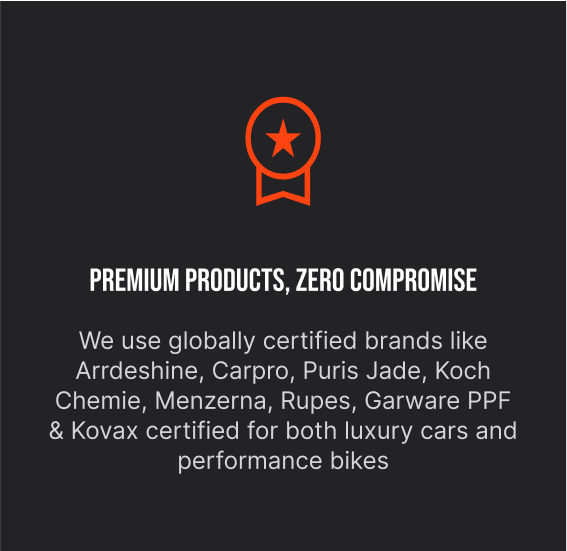 PREMIUM PRODUCTS, ZERO COMPROMISE
We use globally certified brands like
Arrdeshine, Carpro, Puris Jade, Koch
Chemie, Menzerna, Rupes, Garware PPF
& Kovax certified for both luxury cars and
performance bikes